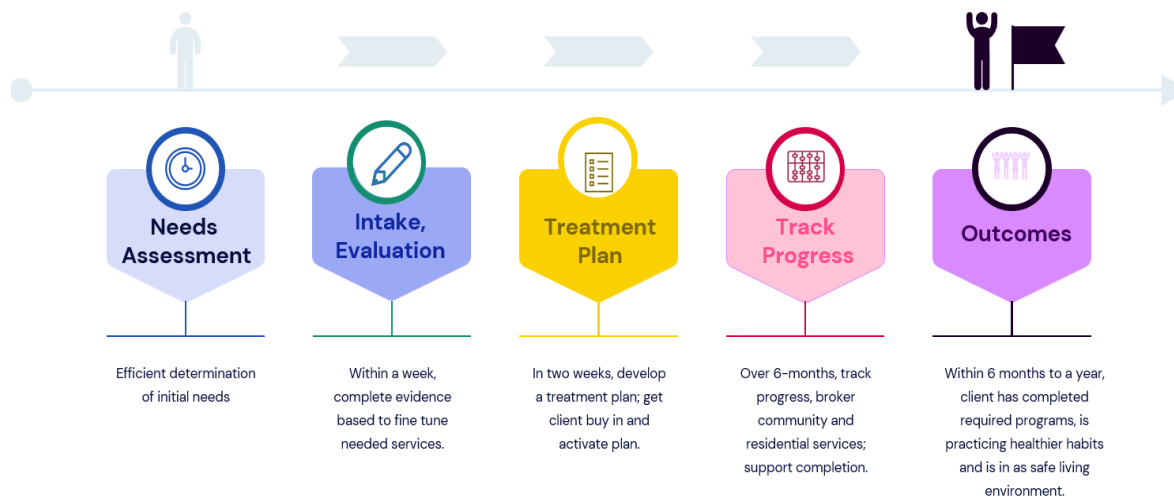 Needs
Assessment
Efficient determination
of initial needs
Intake,
Evaluation
Within a week,
complete evidence
based to fine tune
needed services.
Treatment
Plan
In two weeks, develop
a treatment plan; get
client buy in and
activate plan.
Track
Progress
Over 6-months, track
progress, broker
community and
residential services;
support completion.
Outcomes
Within 6 months to a year,
client has completed
required programs, is
practicing healthier habits
and is in as safe living
environment.